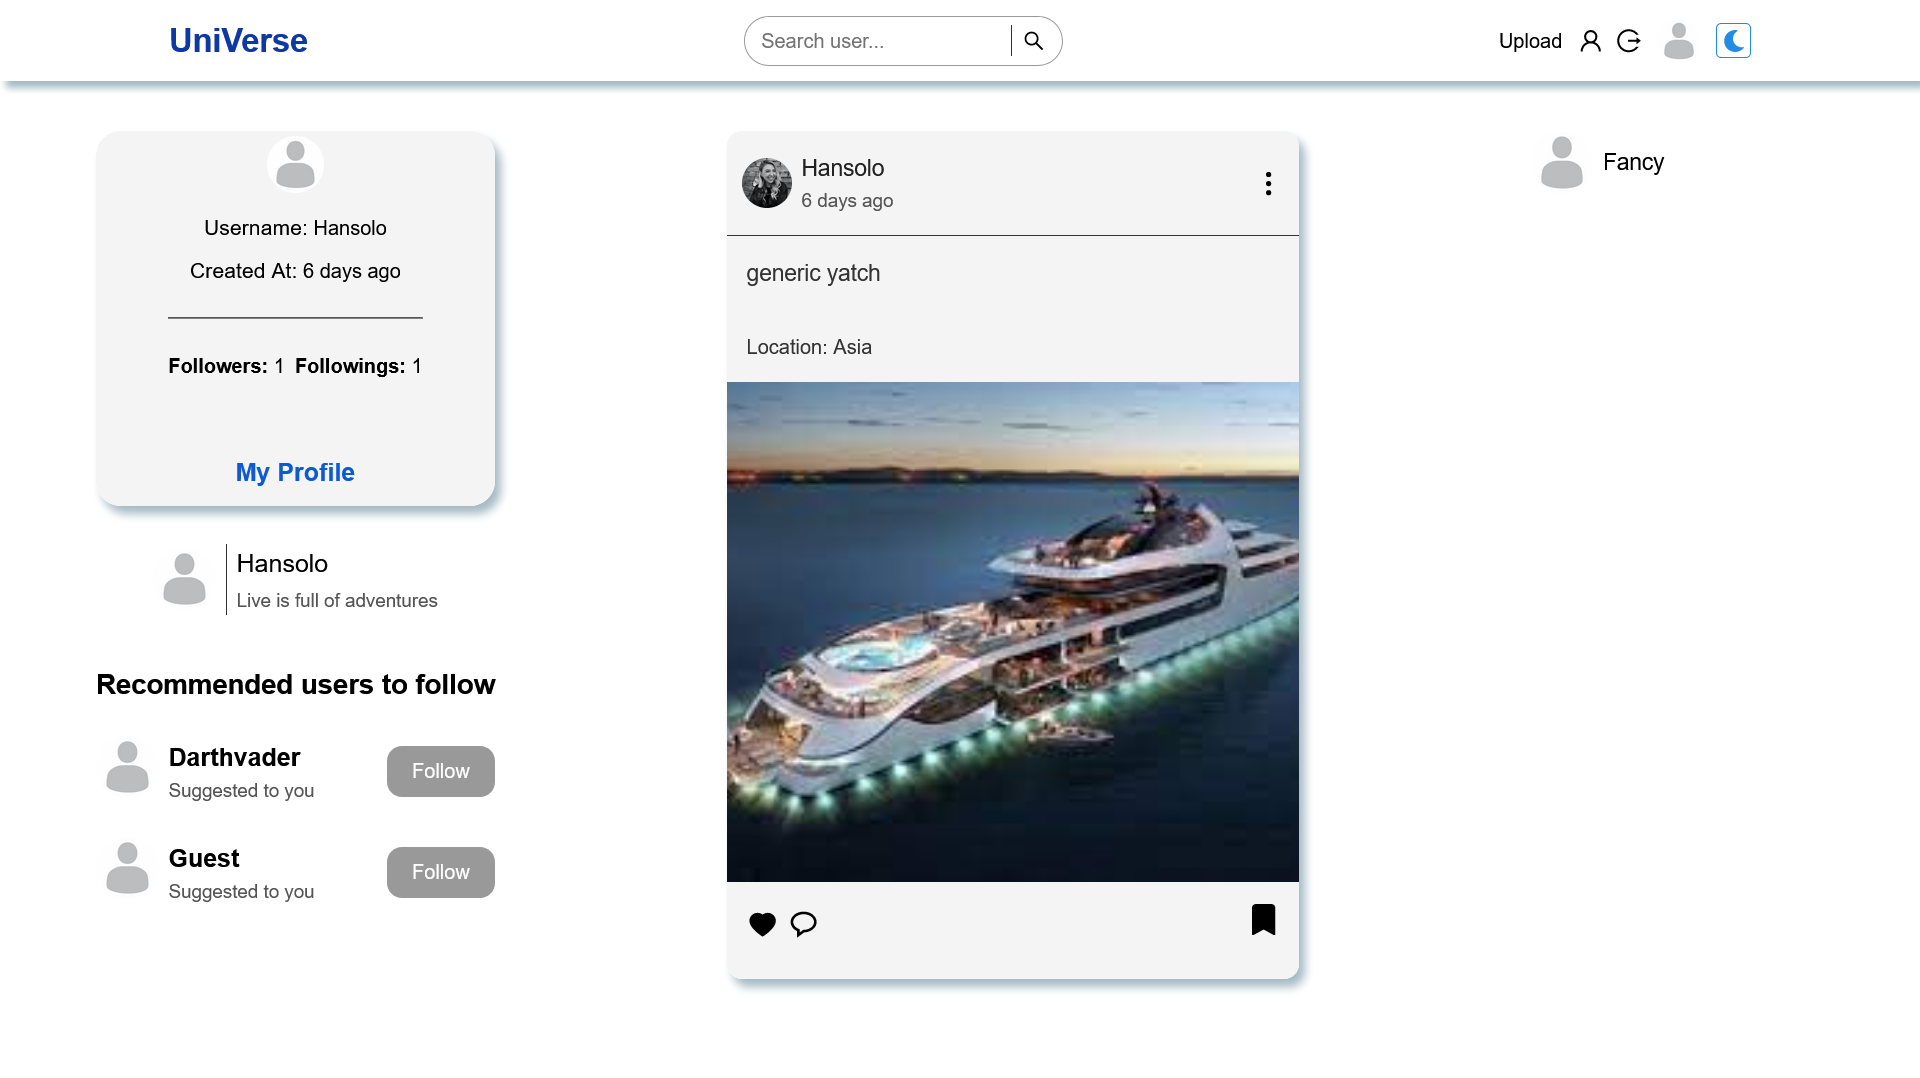 UniVerse
Search user...
Upload
Username: Hansolo
Created At: 6 days ago
Followers: 1 Followings: 1
My Profile
Hansolo
Live is full of adventures
Recommended users to follow
Darthvader
Suggested to you
Follow
Guest
Suggested to you
Follow
Hansolo
6 days ago
generic yatch
Location: Asia
Fancy